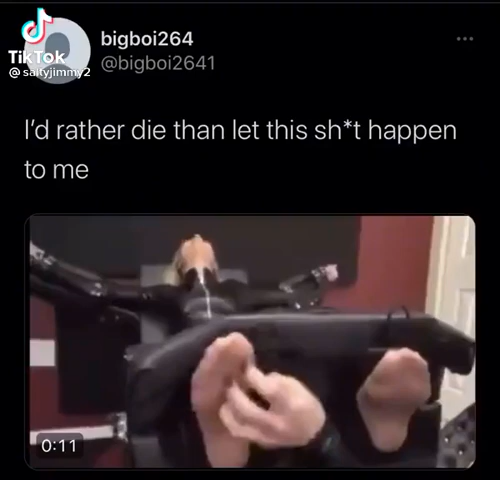 bigboi264
@bigboi2641
TikTok
@ saltyjimmy2
I'd rather die than let this sh*t happen
to me
0:11